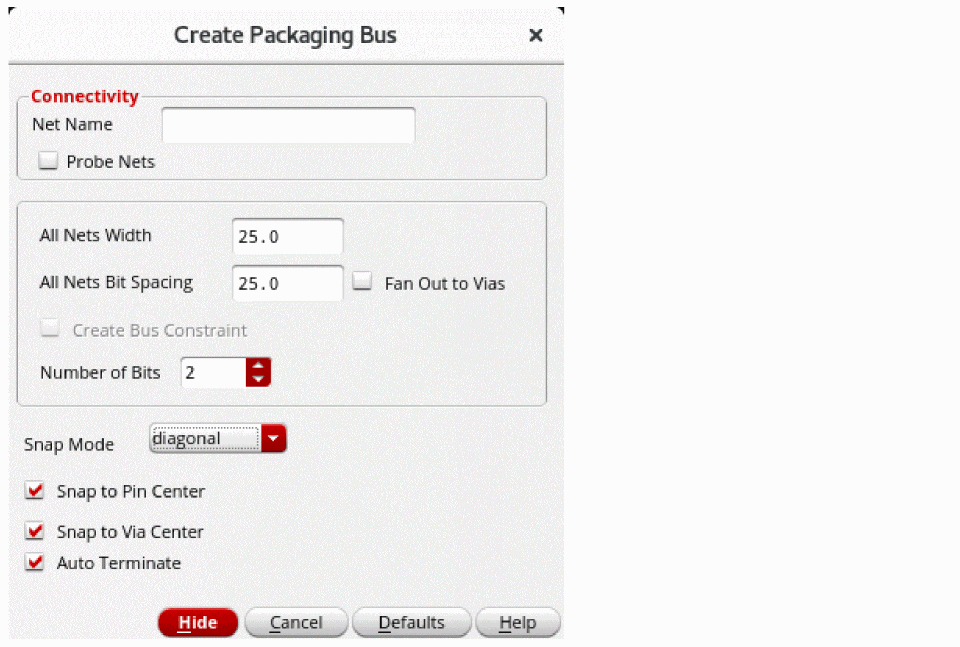 Create Packaging Bus
Connectivity
Net Name
Probe Nets
All Nets Width 25.0
All Nets Bit Spacing 25.0 Fan Out to Vias
Create Bus Constraint
Number of Bits 2
Snap Mode diagonal
Snap to Pin Center
Snap to Via Center
Auto Terminate
Hide Cancel Defaults Help